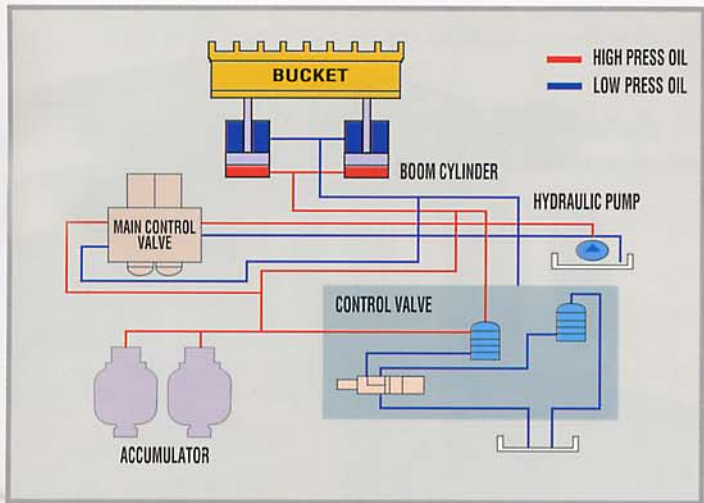 BUCKET
HIGH PRESS OIL
LOW PRESS OIL
BOOM CYLINDER
HYDRAULIC PUMP
MAIN CONTROL
VALVE
CONTROL VALVE
ACCUMULATOR